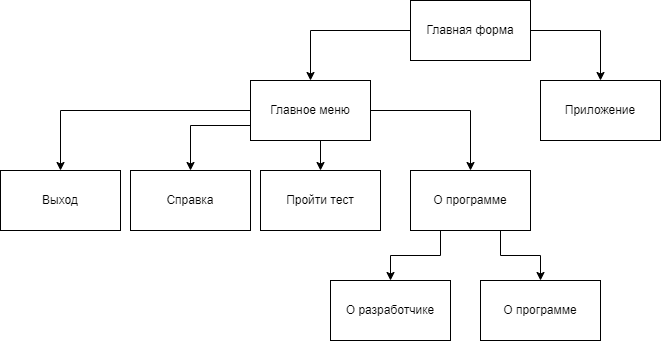 Главная форма
Главное меню
Приложение
Выход
Справка
Пройти тест
О программе
О разработчике
О программе